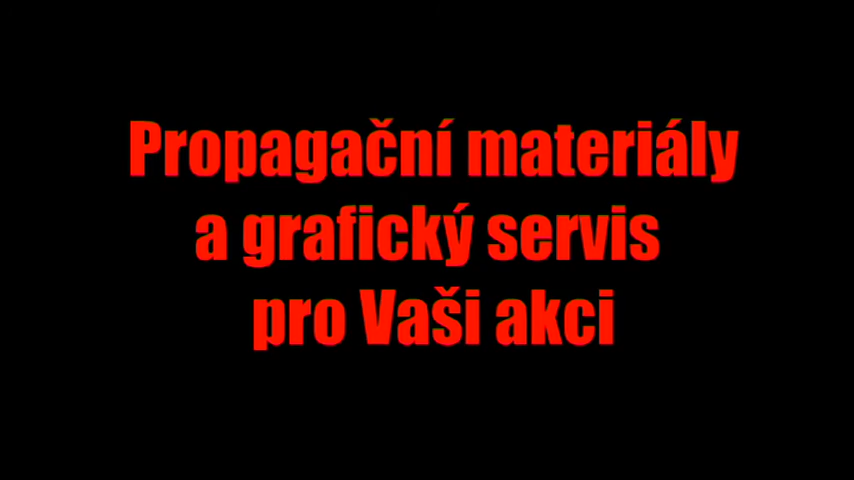 Propagační materiály
a grafický servis
pro Vaši akci